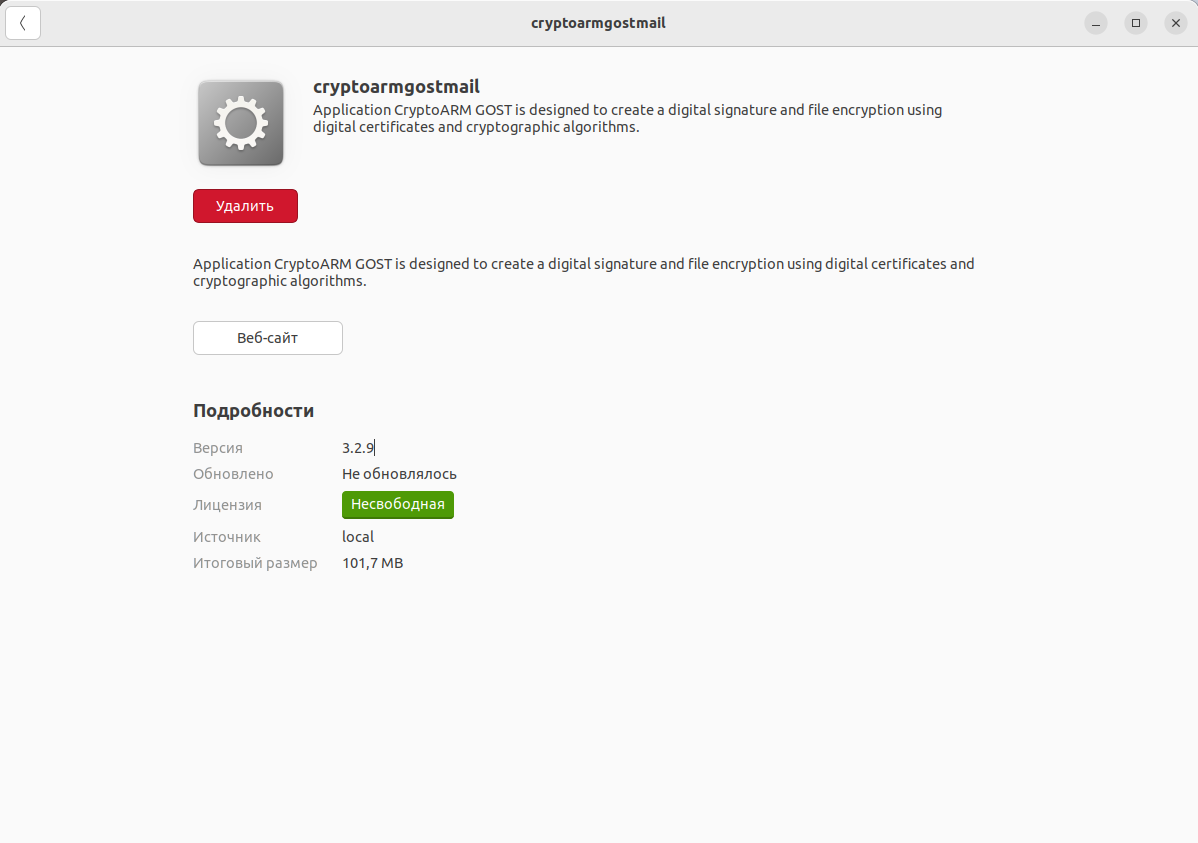 cryptoarmgostmail
cryptoarmgostmail
Application CryptoARM GOST is designed to create a digital signature and file encryption using
digital certificates and cryptographic algorithms.
Удалить
Application CryptoARM GOST is designed to create a digital signature and file encryption using digital certificates and
cryptographic algorithms.
Веб-сайт
Подробности
Версия 3.2.9
Обновлено Не обновлялось
Лицензия Несвободная
Источник local
Итоговый размер 101,7 MB